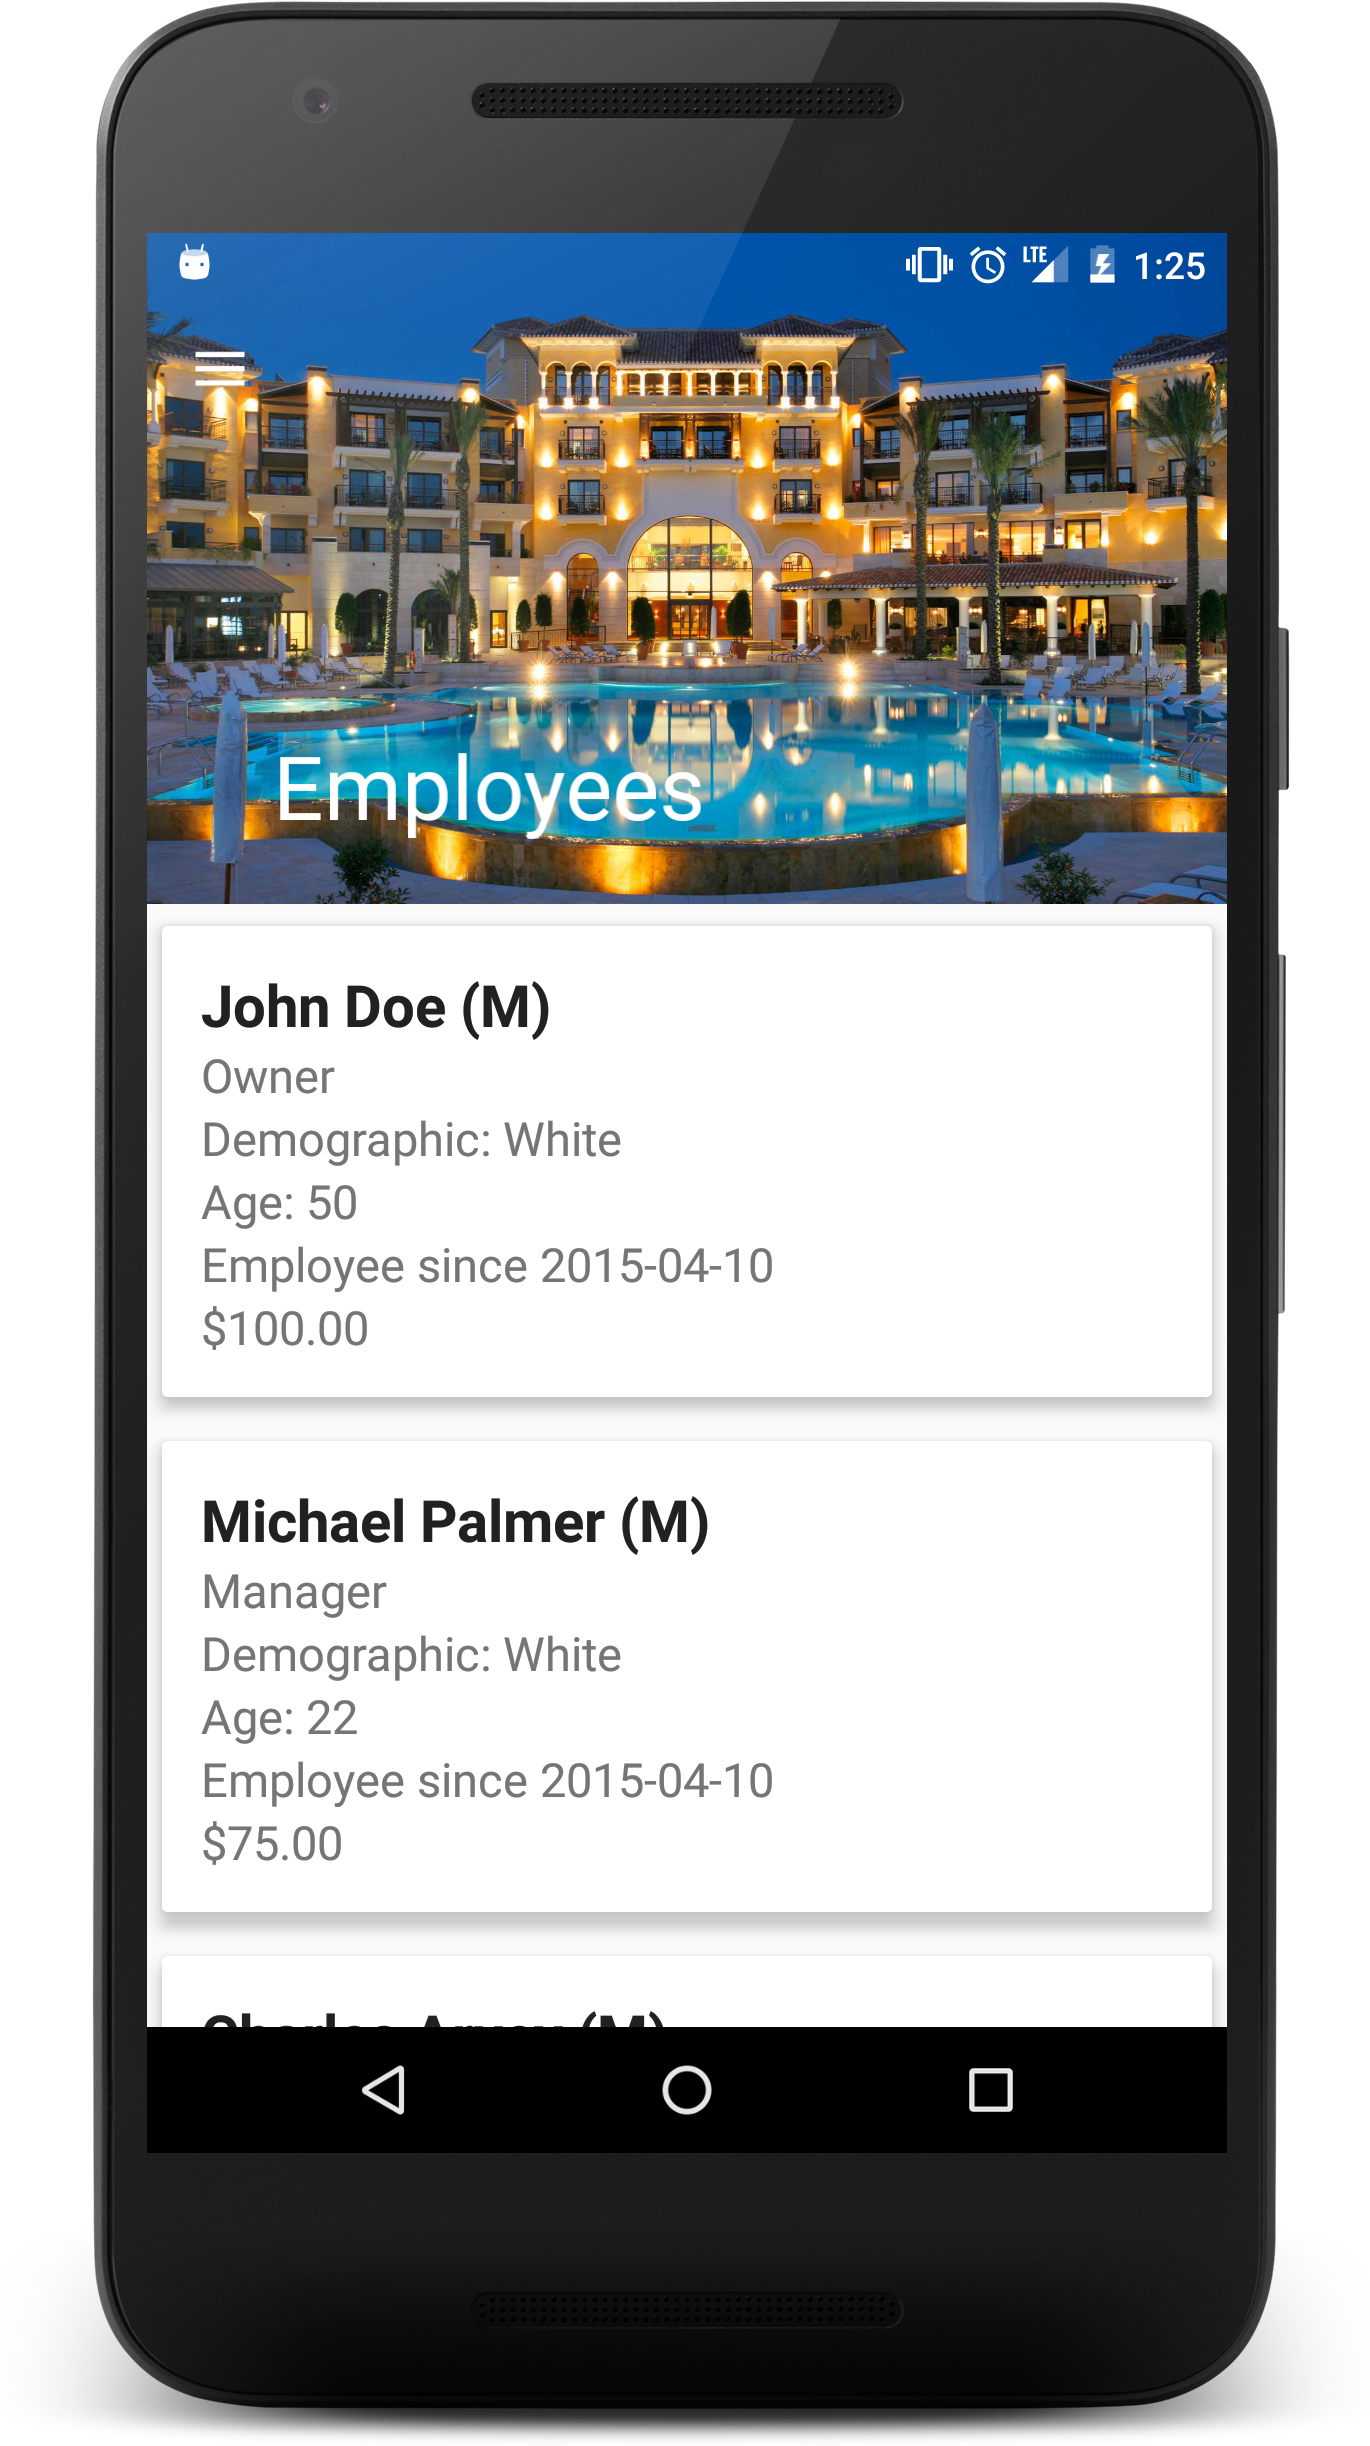 LTE 1:25
Employees
John Doe (M)
Owner
Demographic: White
Age: 50
Employee since 2015-04-10
$100.00
Michael Palmer (M)
Manager
Demographic: White
Age: 22
Employee since 2015-04-10
$75.00
Charles (M)